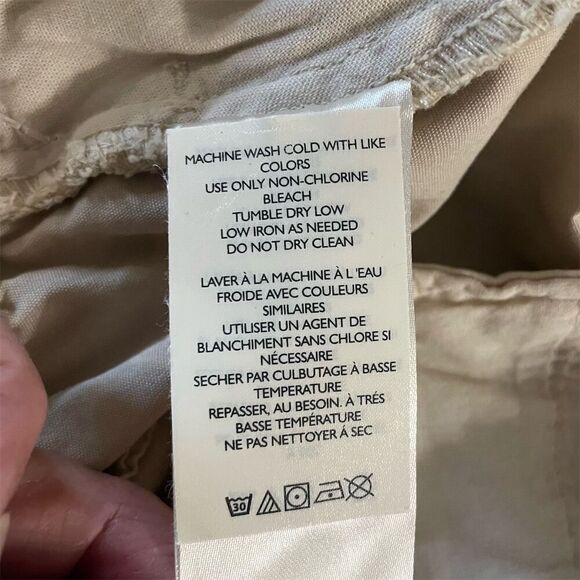 MACHINE WASH COLD WITH LIKE
COLORS
USE ONLY NON-CHLORINE
BLEACH
TUMBLE DRY LOW
LOW IRON AS NEEDED
DO NOT DRY CLEAN
LAVER À LA MACHINE À L 'EAU
FROIDE AVEC COULEURS
SIMILAIRES
UTILISER UN AGENT DE
BLANCHIMENT SANS CHLORE SI
NÉCESSAIRE
SECHER PAR CULBUTAGE À BASSE
TEMPERATURE
REPASSER, AU BESOIN. À TRÉS
BASSE TEMPÉRATURE
NE PAS NETTOYER Á SEC
30